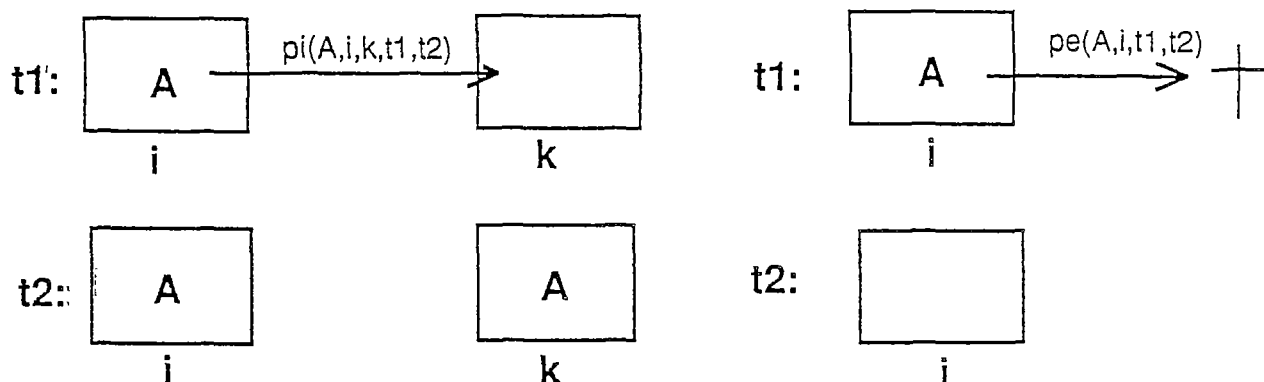 pi(A,i,k,t1,t2) pe(A,i,t1,t2)
t1: A t1: A
i k i
t2: A A t2:
i k i